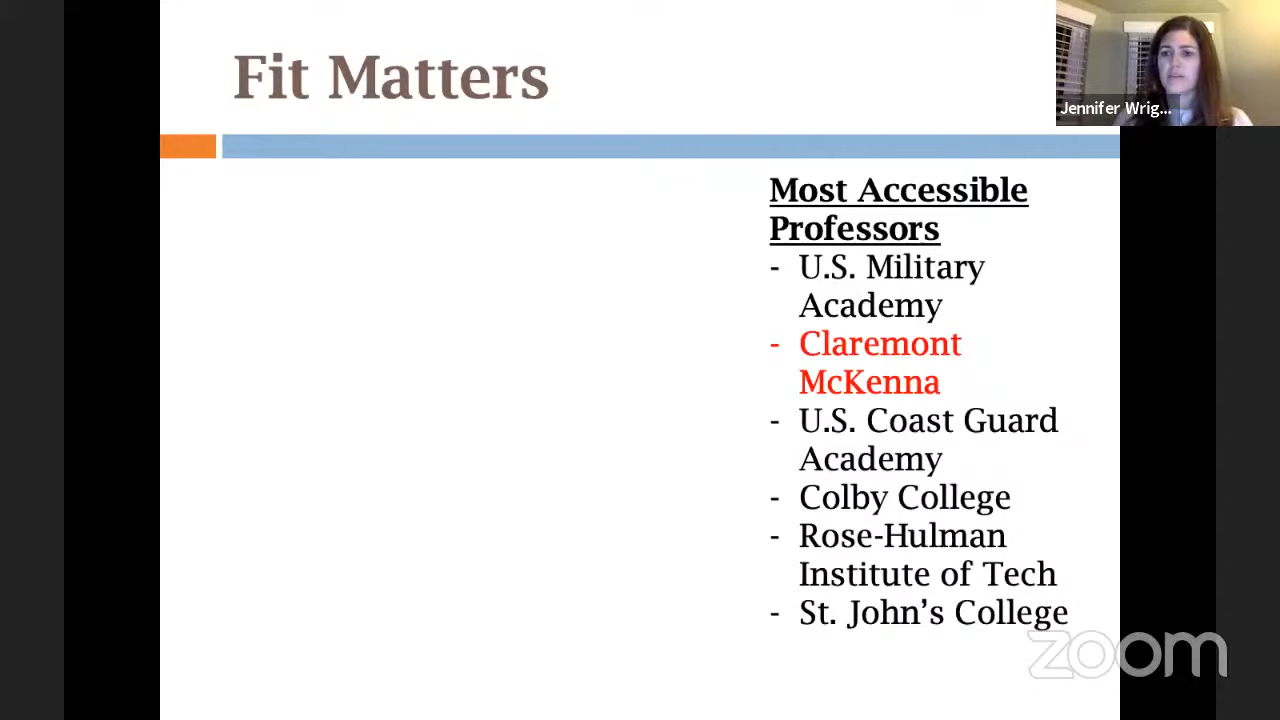 Fit Matters
Jennifer Wrig...
Most Accessible
Professors
- U.S. Military
Academy
- Claremont
McKenna
- U.S. Coast Guard
Academy
- Colby College
- Rose-Hulman
Institute of Tech
- St. John’s College
zoom